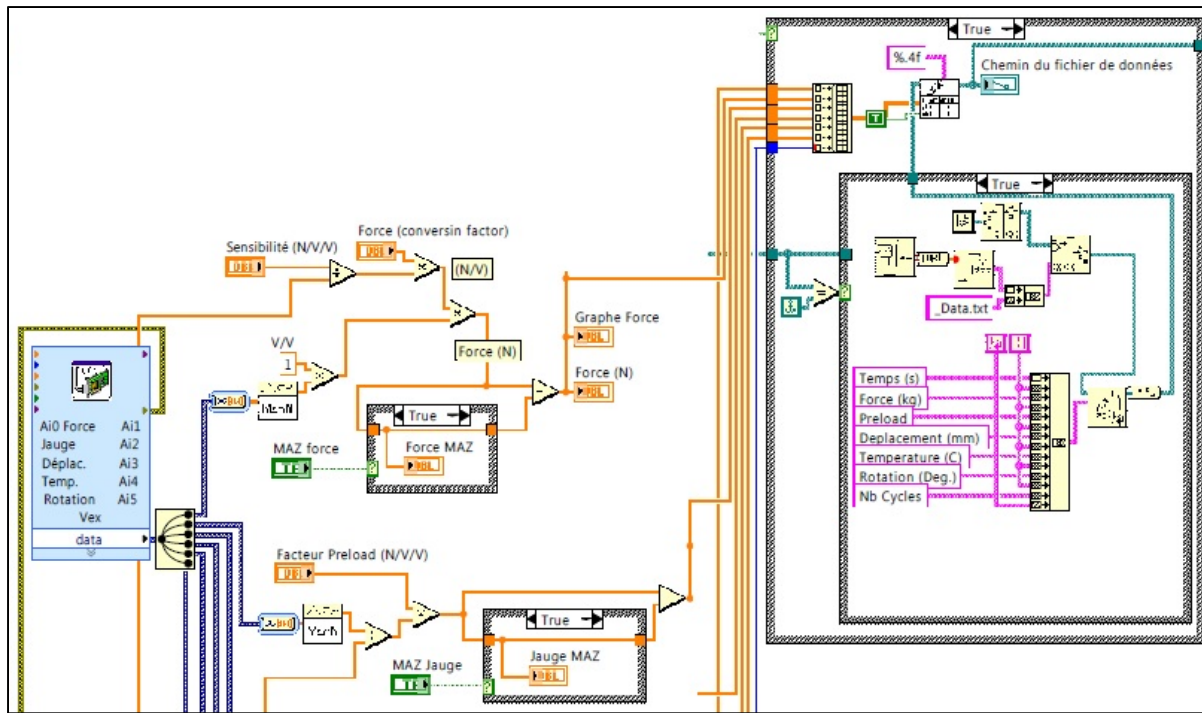 True
%.4f
Chemin du fichier de données
True
Force (conversin factor)
Sensibilité (N/V/V)
(N/V)
_Data.txt
Graphe Force
V/V
1
Force (N)
Force (N)
True
Force MAZ
MAZ force
Ai0 Force Ai1
Jauge Ai2
Déplac. Ai3
Temp. Ai4
Rotation Ai5
Vex
data
Temps (s)
Force (kg)
Preload
Deplacement (mm)
Temperature (C)
Rotation (Deg.)
Nb Cycles
Facteur Preload (N/V/V)
True
Jauge MAZ
MAZ Jauge